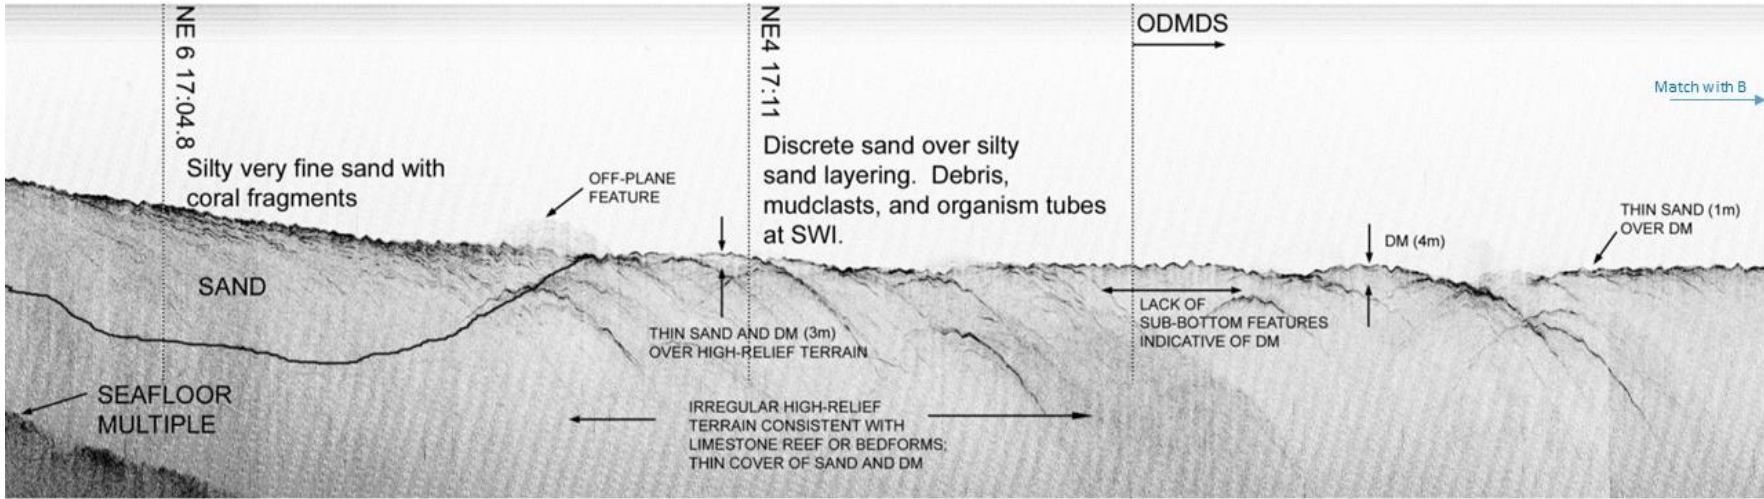 NE 6 17:04.8
NE4 17:11
ODMDS
Match with B
Silty very fine sand with
coral fragments
OFF-PLANE
FEATURE
Discrete sand over silty
sand layering. Debris,
mudclasts, and organism tubes
at SWI.
THIN SAND (1m)
OVER DM
DM (4m)
SAND
THIN SAND AND DM (3m)
OVER HIGH-RELIEF TERRAIN
LACK OF
SUB-BOTTOM FEATURES
INDICATIVE OF DM
SEAFLOOR
MULTIPLE
IRREGULAR HIGH-RELIEF
TERRAIN CONSISTENT WITH
LIMESTONE REEF OR BEDFORMS;
THIN COVER OF SAND AND DM